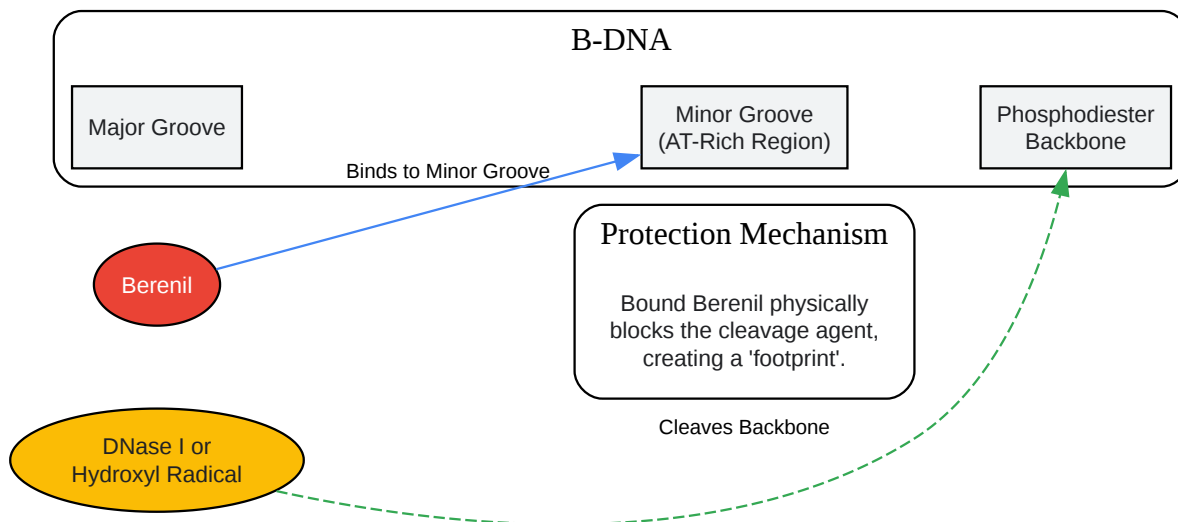 B-DNA
Major Groove
Minor Groove
(AT-Rich Region)
Phosphodiester
Backbone
Binds to Minor Groove
Protection Mechanism
Berenil
Bound Berenil physically
blocks the cleavage agent,
creating a 'footprint'.
Cleaves Backbone
DNase I or
Hydroxyl Radical